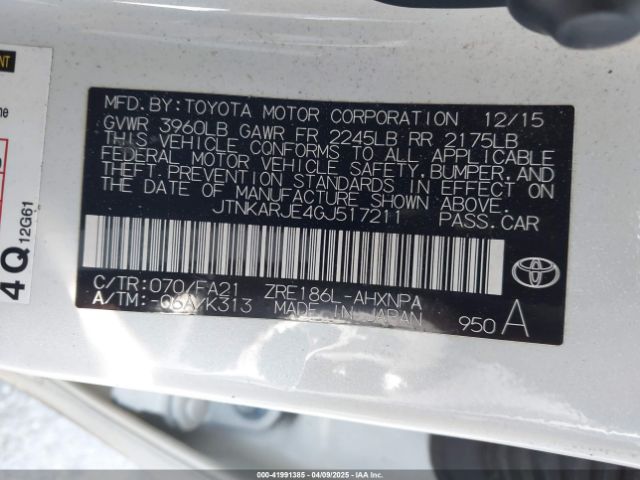 MFD.BY:TOYOTA MOTOR CORPORATION 12/15
GVWR 3960LB GAWR FR 2245LB RR 2175LB
THIS VEHICLE CONFORMS TO ALL APPLICABLE
FEDERAL MOTOR VEHICLE SAFETY,BUMPER,AND
THEFT PREVENTION STANDARDS IN EFFECT ON
THE DATE OF MANUFACTURE SHOWN ABOVE.
JTNKARJE4GJ517211 PASS.CAR
C/TR:070/FA21 ZRE186L-AHXNPA
A/TM:-06A/K313 MADE IN JAPAN
950 A
TOYOTA
4Q 12G61
000-41991385 | 04/09/2025 - IAAI